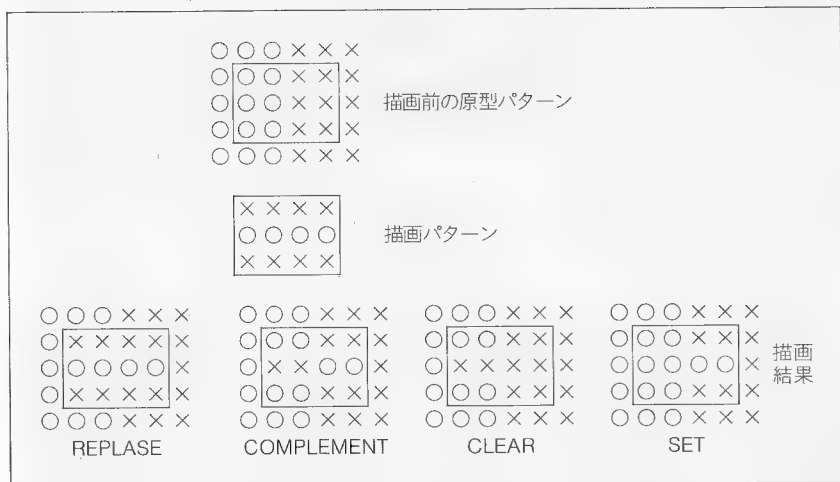 ○○○×××
○○○×××
○○○×××
○○○×××
○○○×××
描画前の原型パターン
××××
○○○○
××××
描画パターン
○○○××× ○○○××× ○○○××× ○○○×××
○××××× ○○○××× ○○○××× ○○○×××
○○○○○× ○××○○× ○××××× ○○○○○×
○××××× ○○○××× ○○○××× ○○○×××
○○○××× ○○○××× ○○○××× ○○○×××
描画
結果
REPLASE COMPLEMENT CLEAR SET